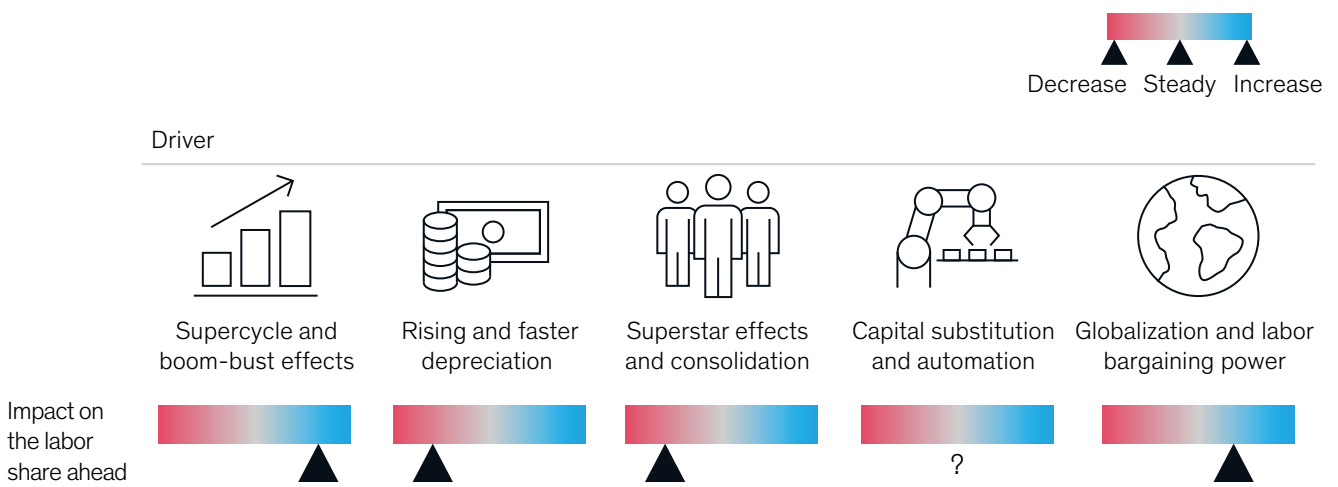 Decrease Steady Increase
Driver
Supercycle and
boom-bust effects
Rising and faster
depreciation
Superstar effects
and consolidation
Capital substitution
and automation
Globalization and labor
bargaining power
Impact on
the labor
share ahead
?